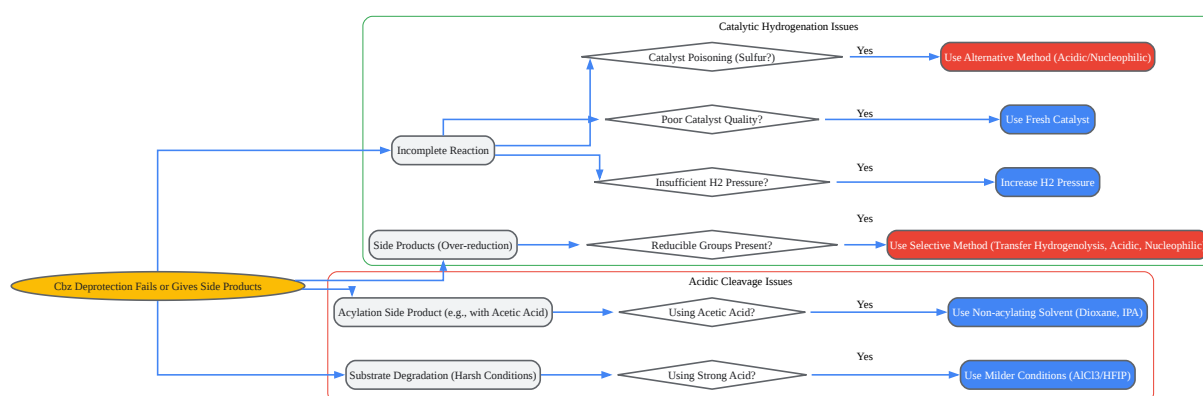 Catalytic Hydrogenation Issues
Catalyst Poisoning (Sulfur?)
Yes
Use Alternative Method (Acidic/Nucleophilic)
Poor Catalyst Quality?
Yes
Use Fresh Catalyst
Incomplete Reaction
Insufficient H2 Pressure?
Yes
Increase H2 Pressure
Side Products (Over-reduction)
Reducible Groups Present?
Yes
Use Selective Method (Transfer Hydrogenolysis, Acidic, Nucleophilic
Cbz Deprotection Fails or Gives Side Products
Acidic Cleavage Issues
Acylation Side Product (e.g., with Acetic Acid)
Using Acetic Acid?
Yes
Use Non-acylating Solvent (Dioxane, IPA)
Substrate Degradation (Harsh Conditions)
Using Strong Acid?
Yes
Use Milder Conditions (AlCl3/HFIP)